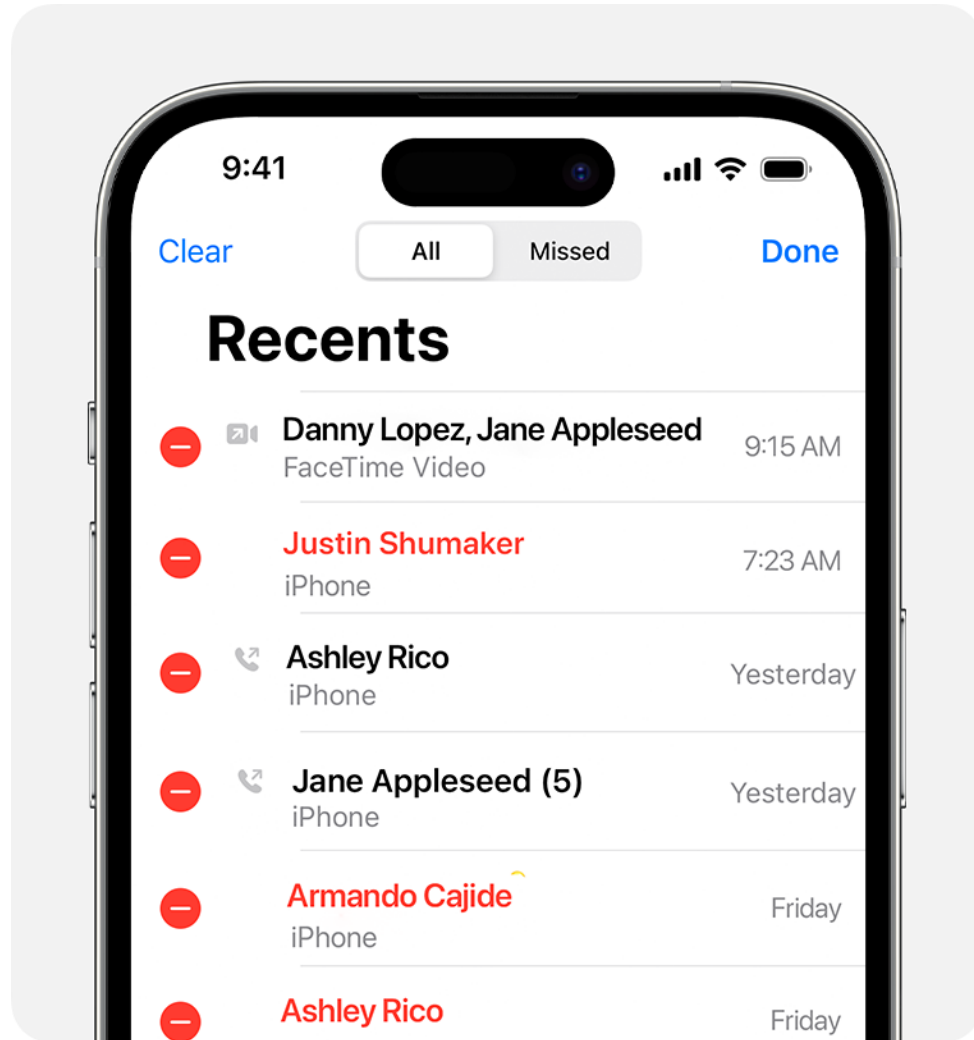 9:41
Clear All Missed Done
Recents
Danny Lopez, Jane Appleseed
FaceTime Video
9:15 AM
Justin Shumaker
iPhone
7:23 AM
Ashley Rico
iPhone
Yesterday
Jane Appleseed (5)
iPhone
Yesterday
Armando Cajide
iPhone
Friday
Ashley Rico
Friday